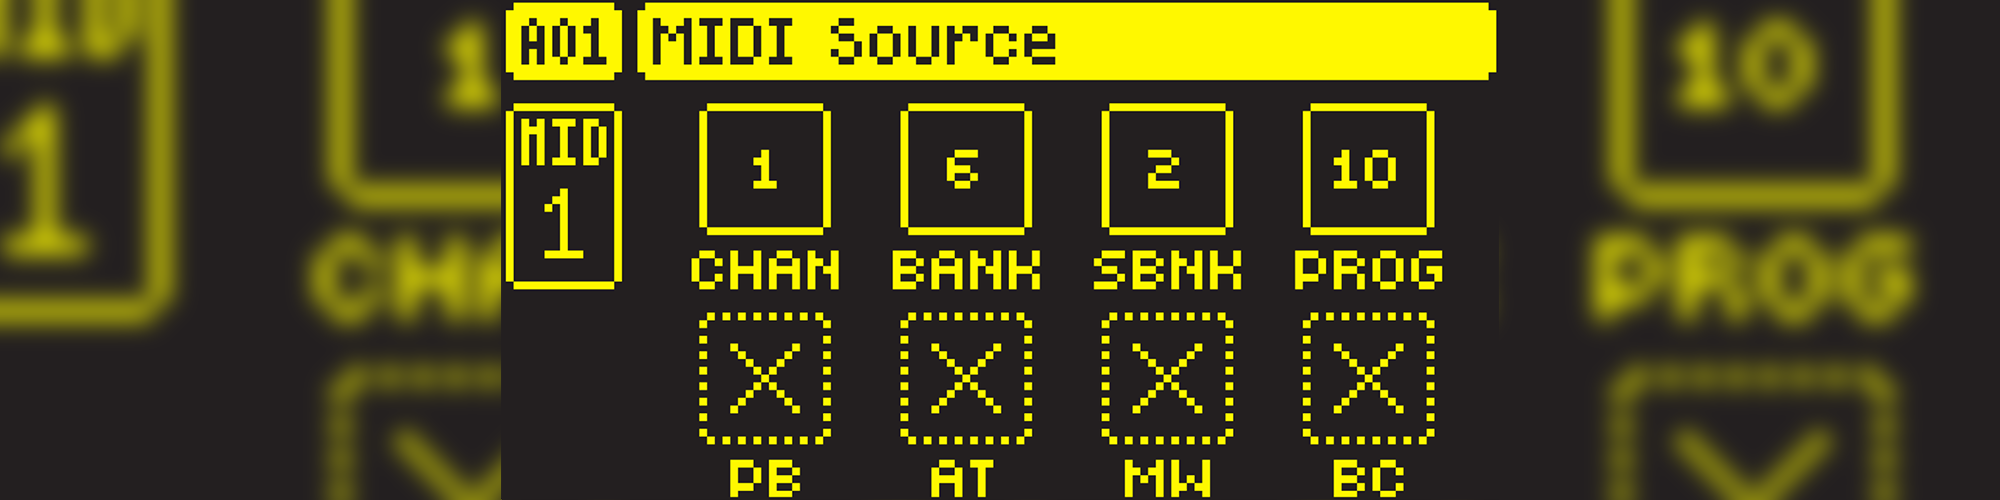 A01 MIDI Source
MID
1
1 6 2 10
CHAN BANK SBNK PROG
PB AT MW BC